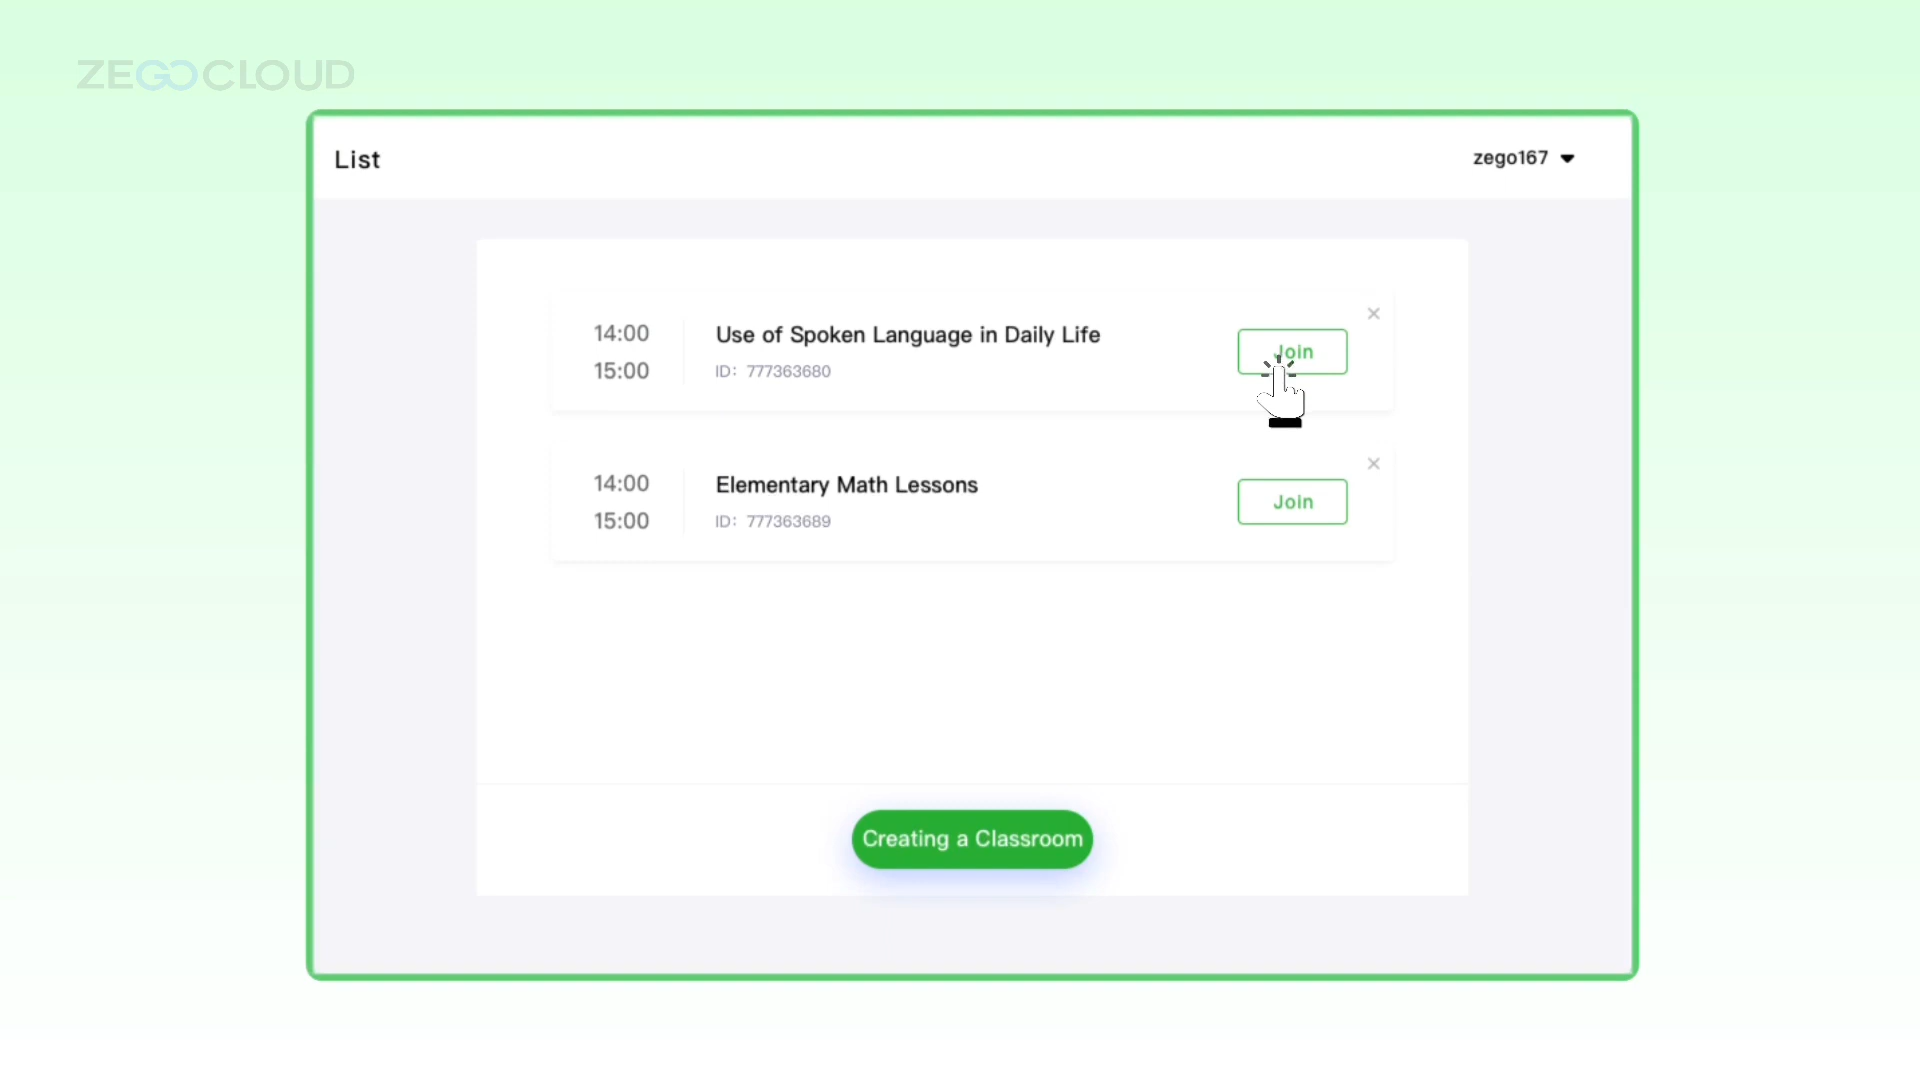 ZEGOCLOUD
List
zego167
14:00
15:00
Use of Spoken Language in Daily Life
ID: 777363680
Join
14:00
15:00
Elementary Math Lessons
ID: 777363689
Join
Creating a Classroom